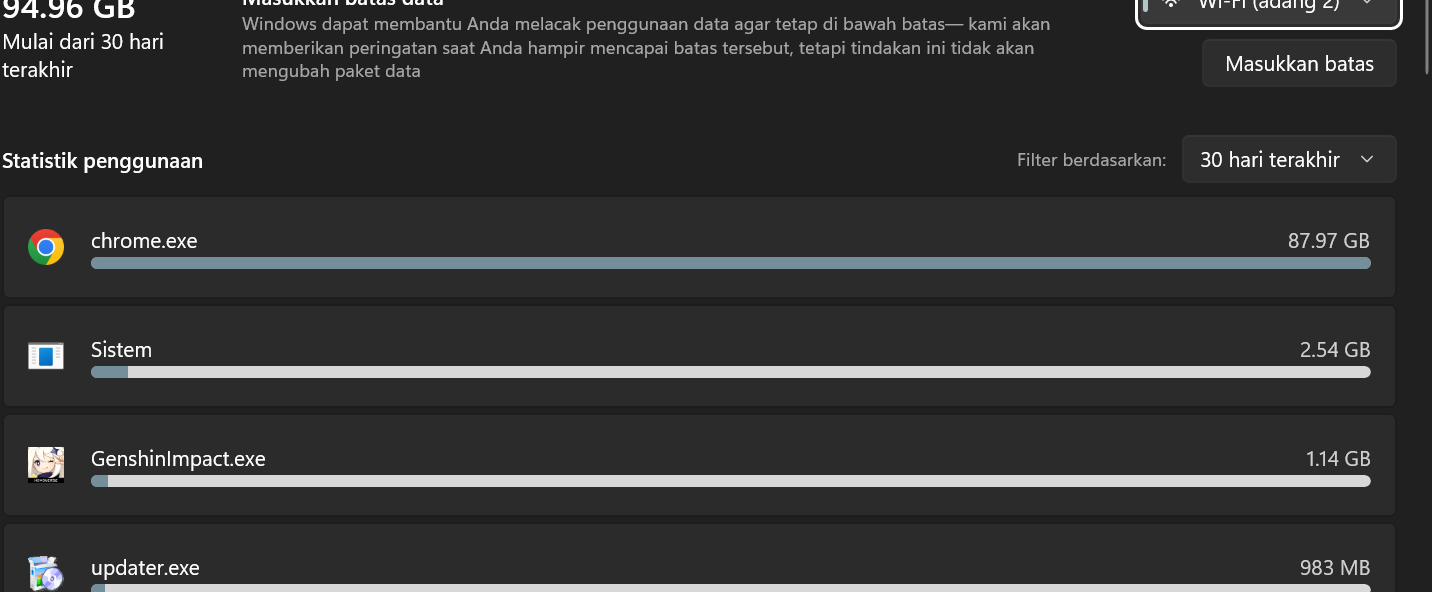 94.96 GB
Mulai dari 30 hari
terakhir
Masukkan batas data
Windows dapat membantu Anda melacak penggunaan data agar tetap di bawah batas— kami akan
memberikan peringatan saat Anda hampir mencapai batas tersebut, tetapi tindakan ini tidak akan
mengubah paket data
Wi-Fi (adang 2)
Masukkan batas
Statistik penggunaan
Filter berdasarkan:
30 hari terakhir
chrome.exe
87.97 GB
Sistem
2.54 GB
GenshinImpact.exe
1.14 GB
updater.exe
983 MB